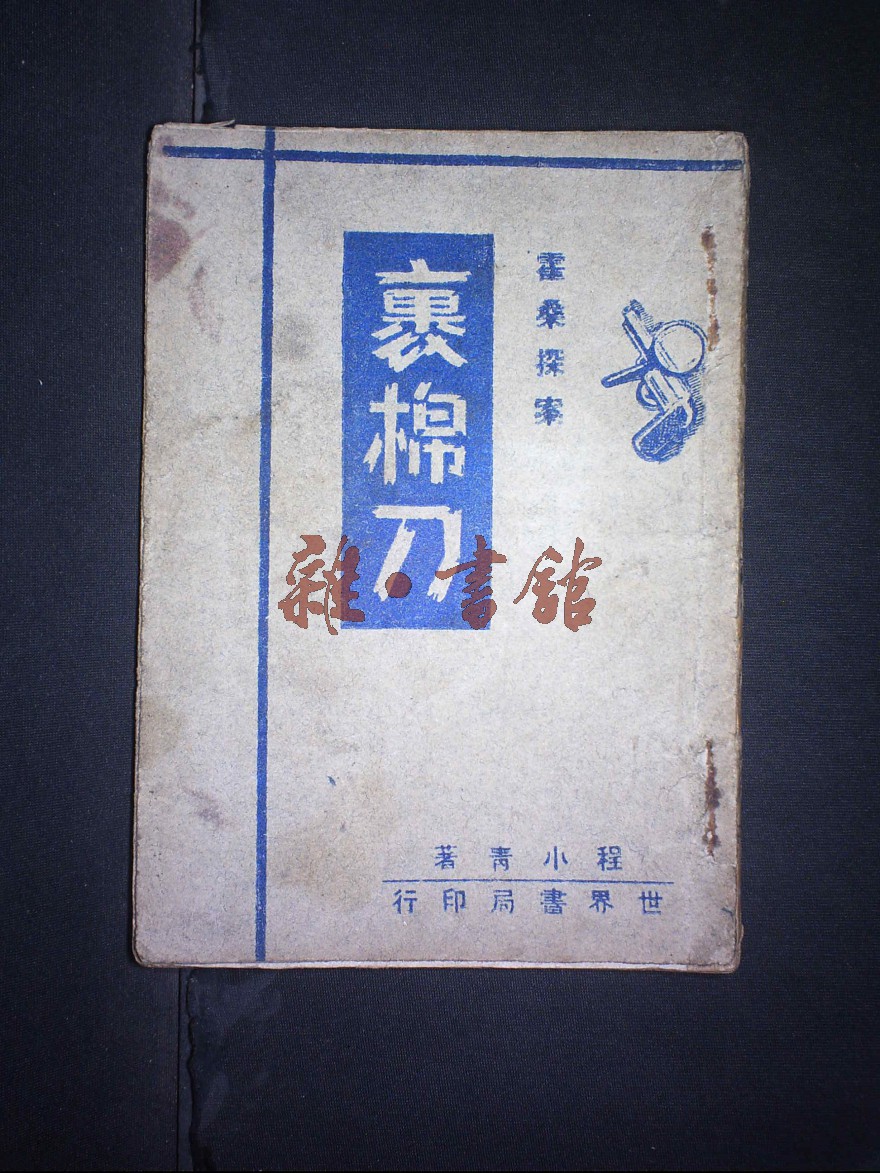 霍桑探案
裹棉刀
雜·書館
程小青著
世界書局印行